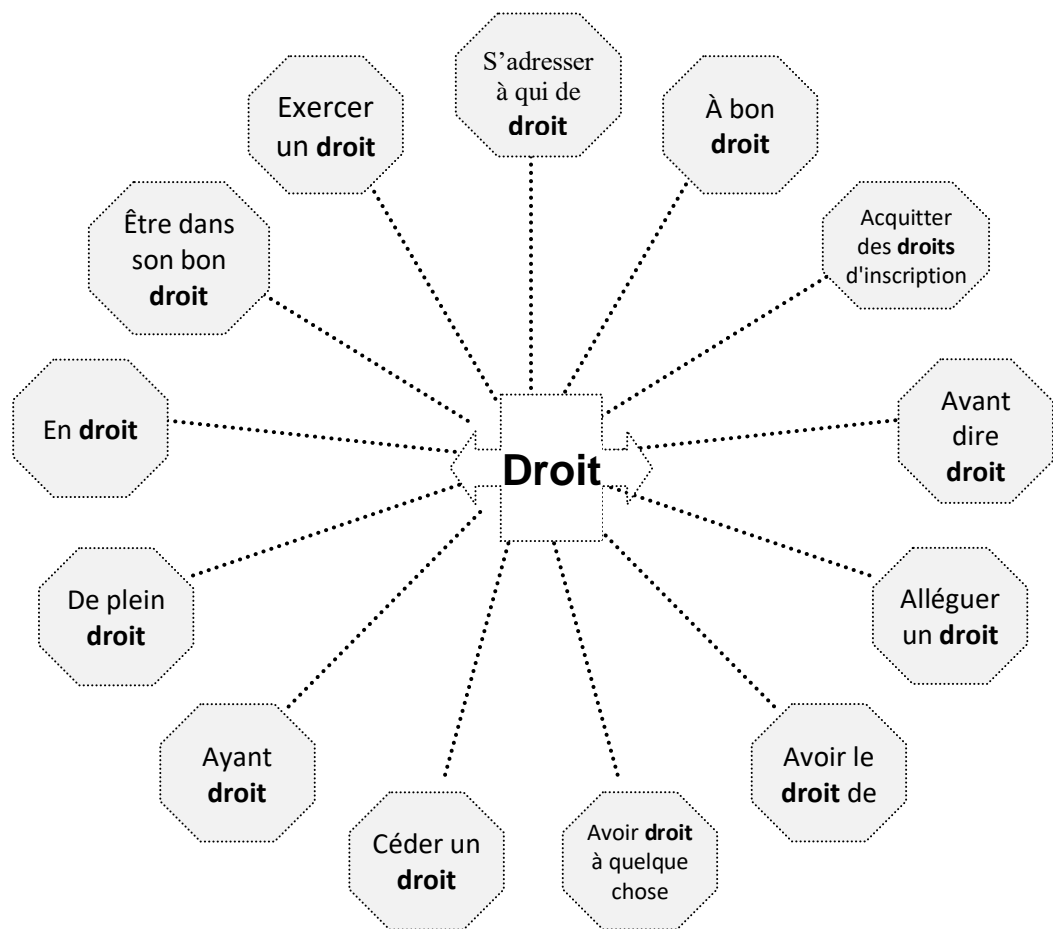 S’adresser
à qui de
droit
Exercer
un droit
À bon
droit
Être dans
son bon
droit
Acquitter
des droits
d'inscription
En droit
Droit
Avant
dire
droit
De plein
droit
Alléguer
un droit
Ayant
droit
Avoir le
droit de
Céder un
droit
Avoir droit
à quelque
chose